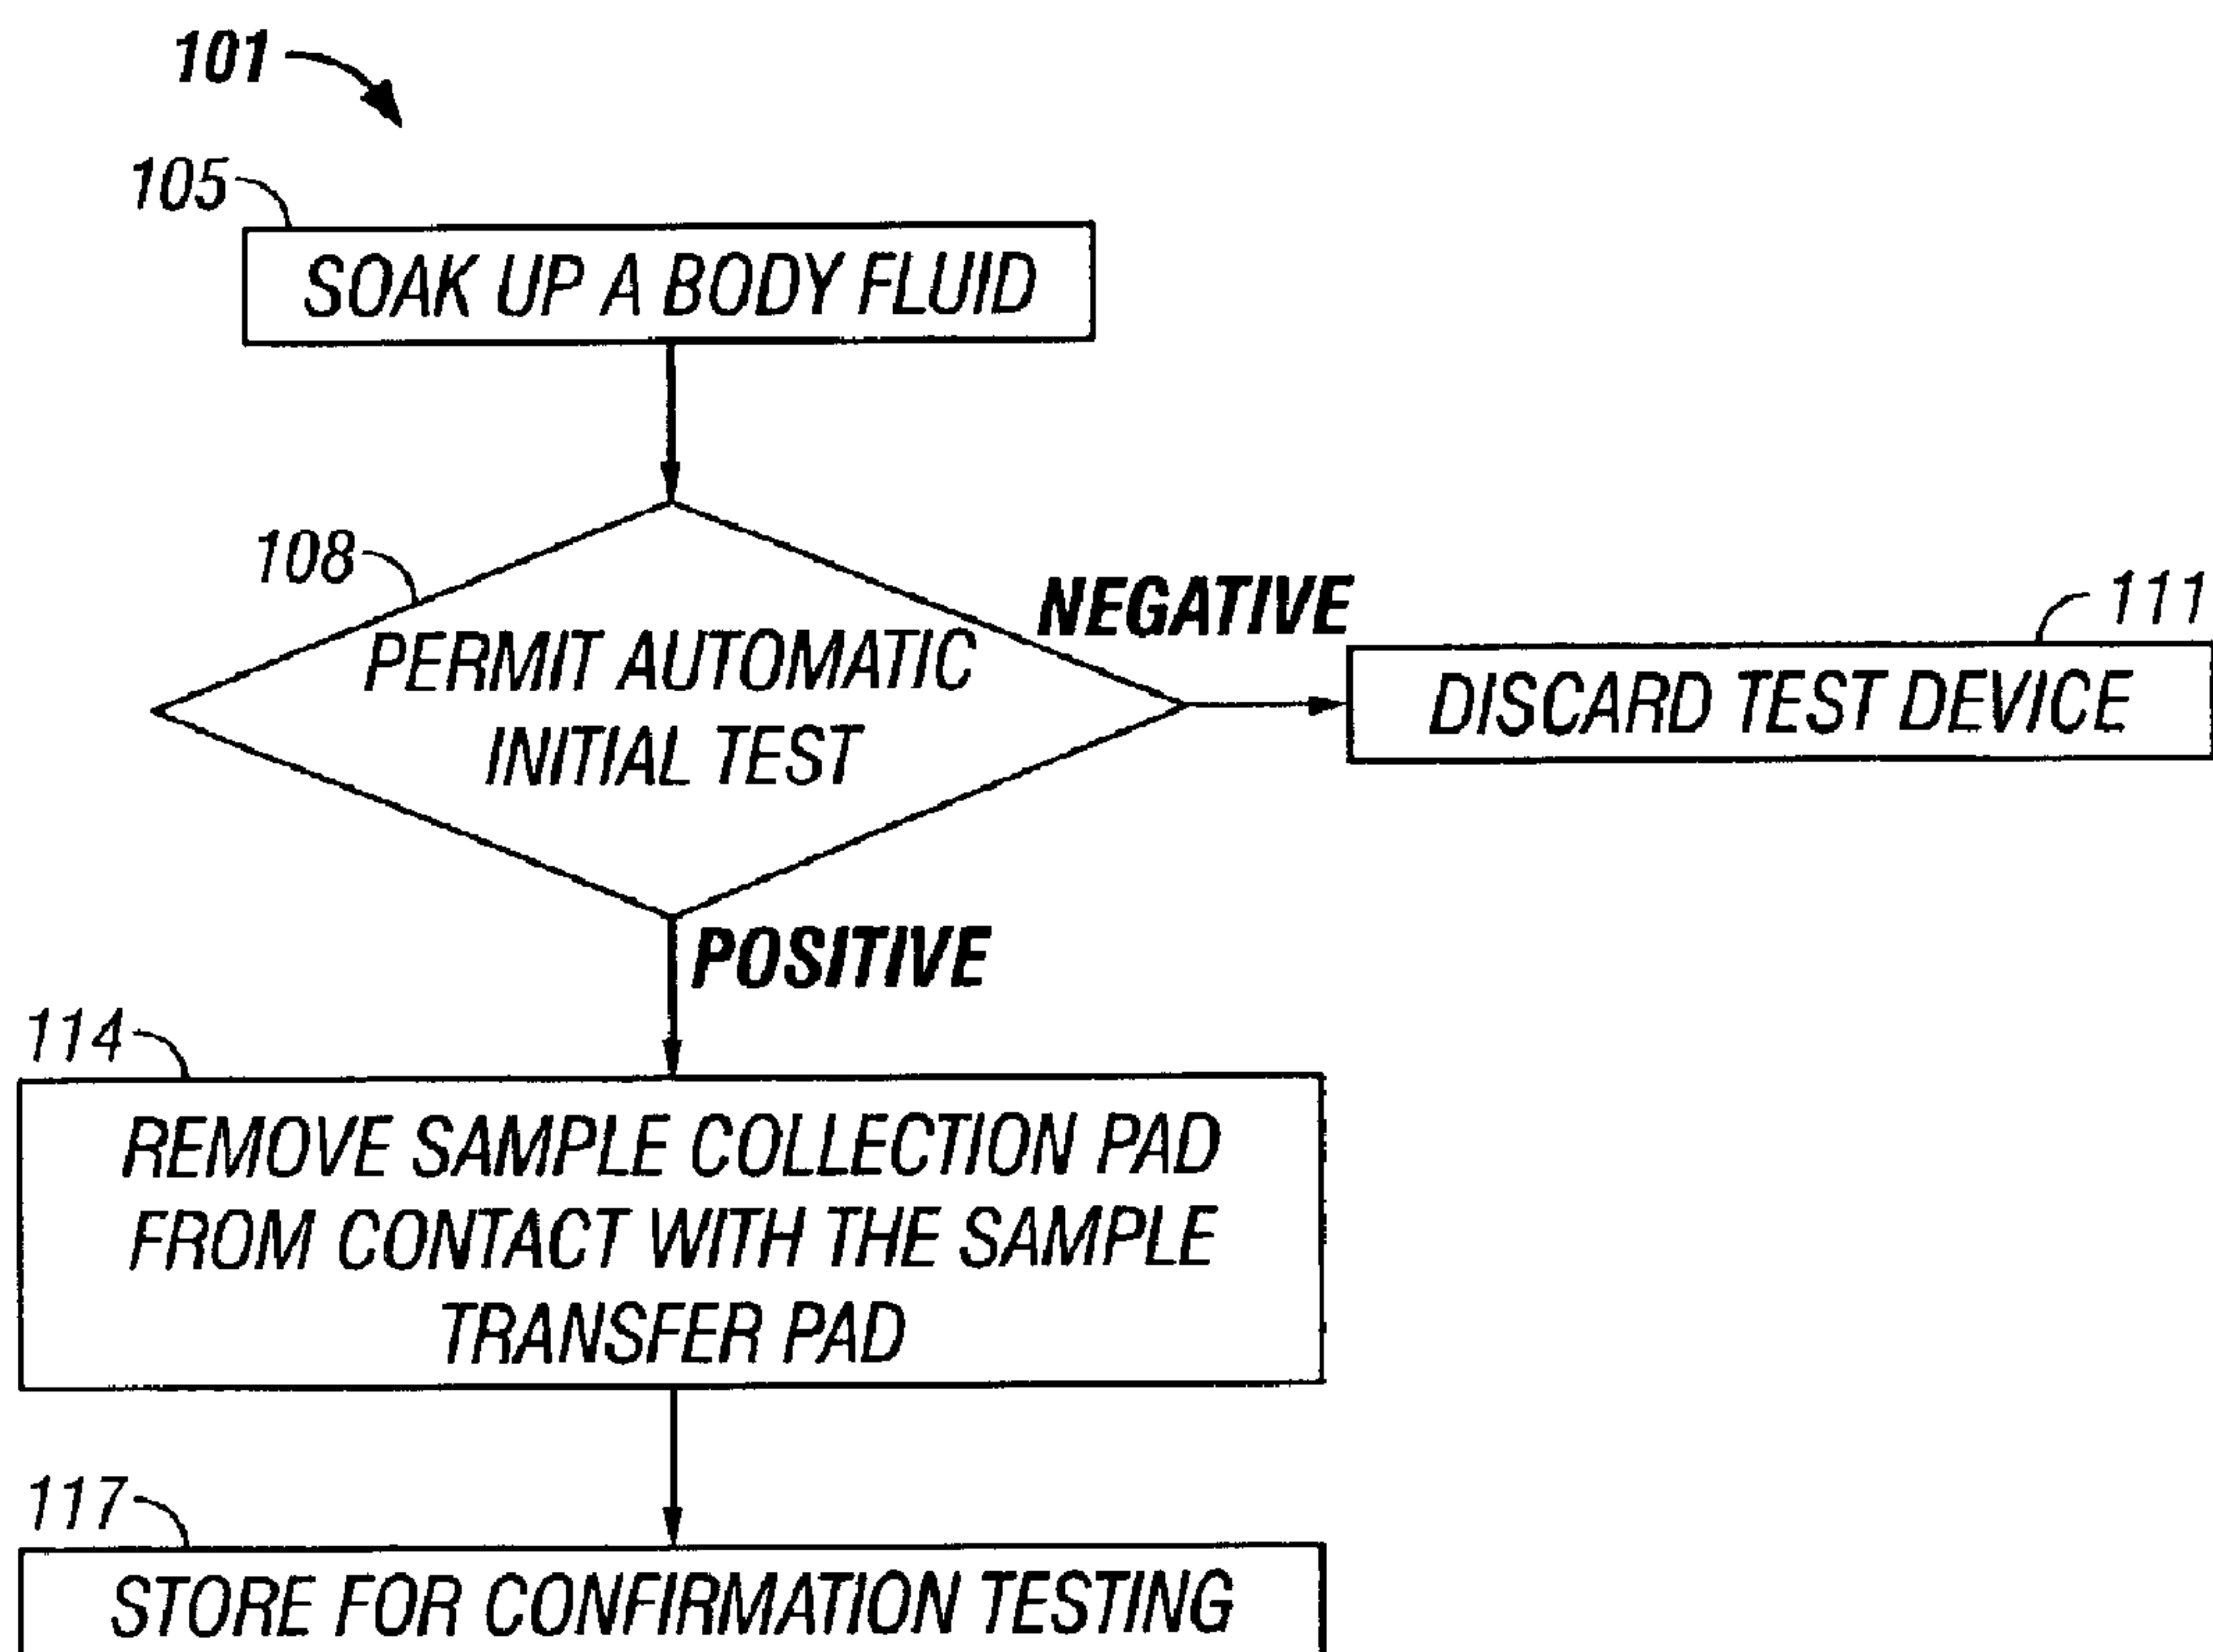 101
105
SOAK UP A BODY FLUID
108
PERMIT AUTOMATIC
INITIAL TEST
NEGATIVE
111
DISCARD TEST DEVICE
POSITIVE
114
REMOVE SAMPLE COLLECTION PAD
FROM CONTACT WITH THE SAMPLE
TRANSFER PAD
117
STORE FOR CONFIRMATION TESTING